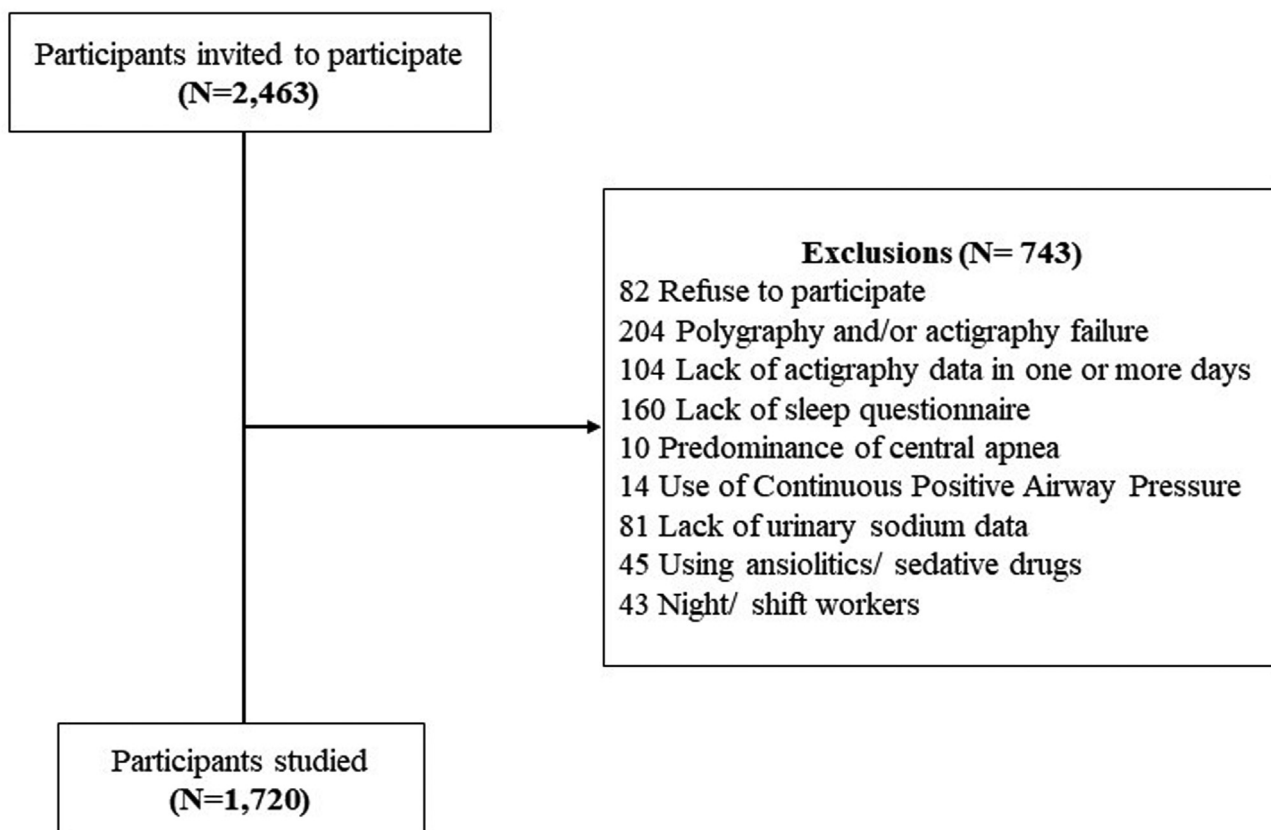 Participants invited to participate
(N=2,463)
Exclusions (N= 743)
82 Refuse to participate
204 Polygraphy and/or actigraphy failure
104 Lack of actigraphy data in one or more days
160 Lack of sleep questionnaire
10 Predominance of central apnea
14 Use of Continuous Positive Airway Pressure
81 Lack of urinary sodium data
45 Using ansiolitics/ sedative drugs
43 Night/ shift workers
Participants studied
(N=1,720)